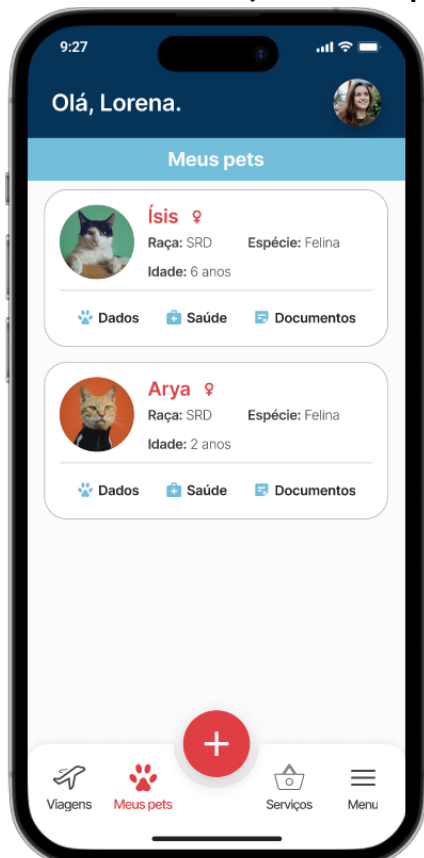 9:27
Olá, Lorena.
Meus pets
Ísis ♀
Raça: SRD Espécie: Felina
Idade: 6 anos
Dados Saúde Documentos
Arya ♀
Raça: SRD Espécie: Felina
Idade: 2 anos
Dados Saúde Documentos
+
Viagens Meus pets Serviços Menu